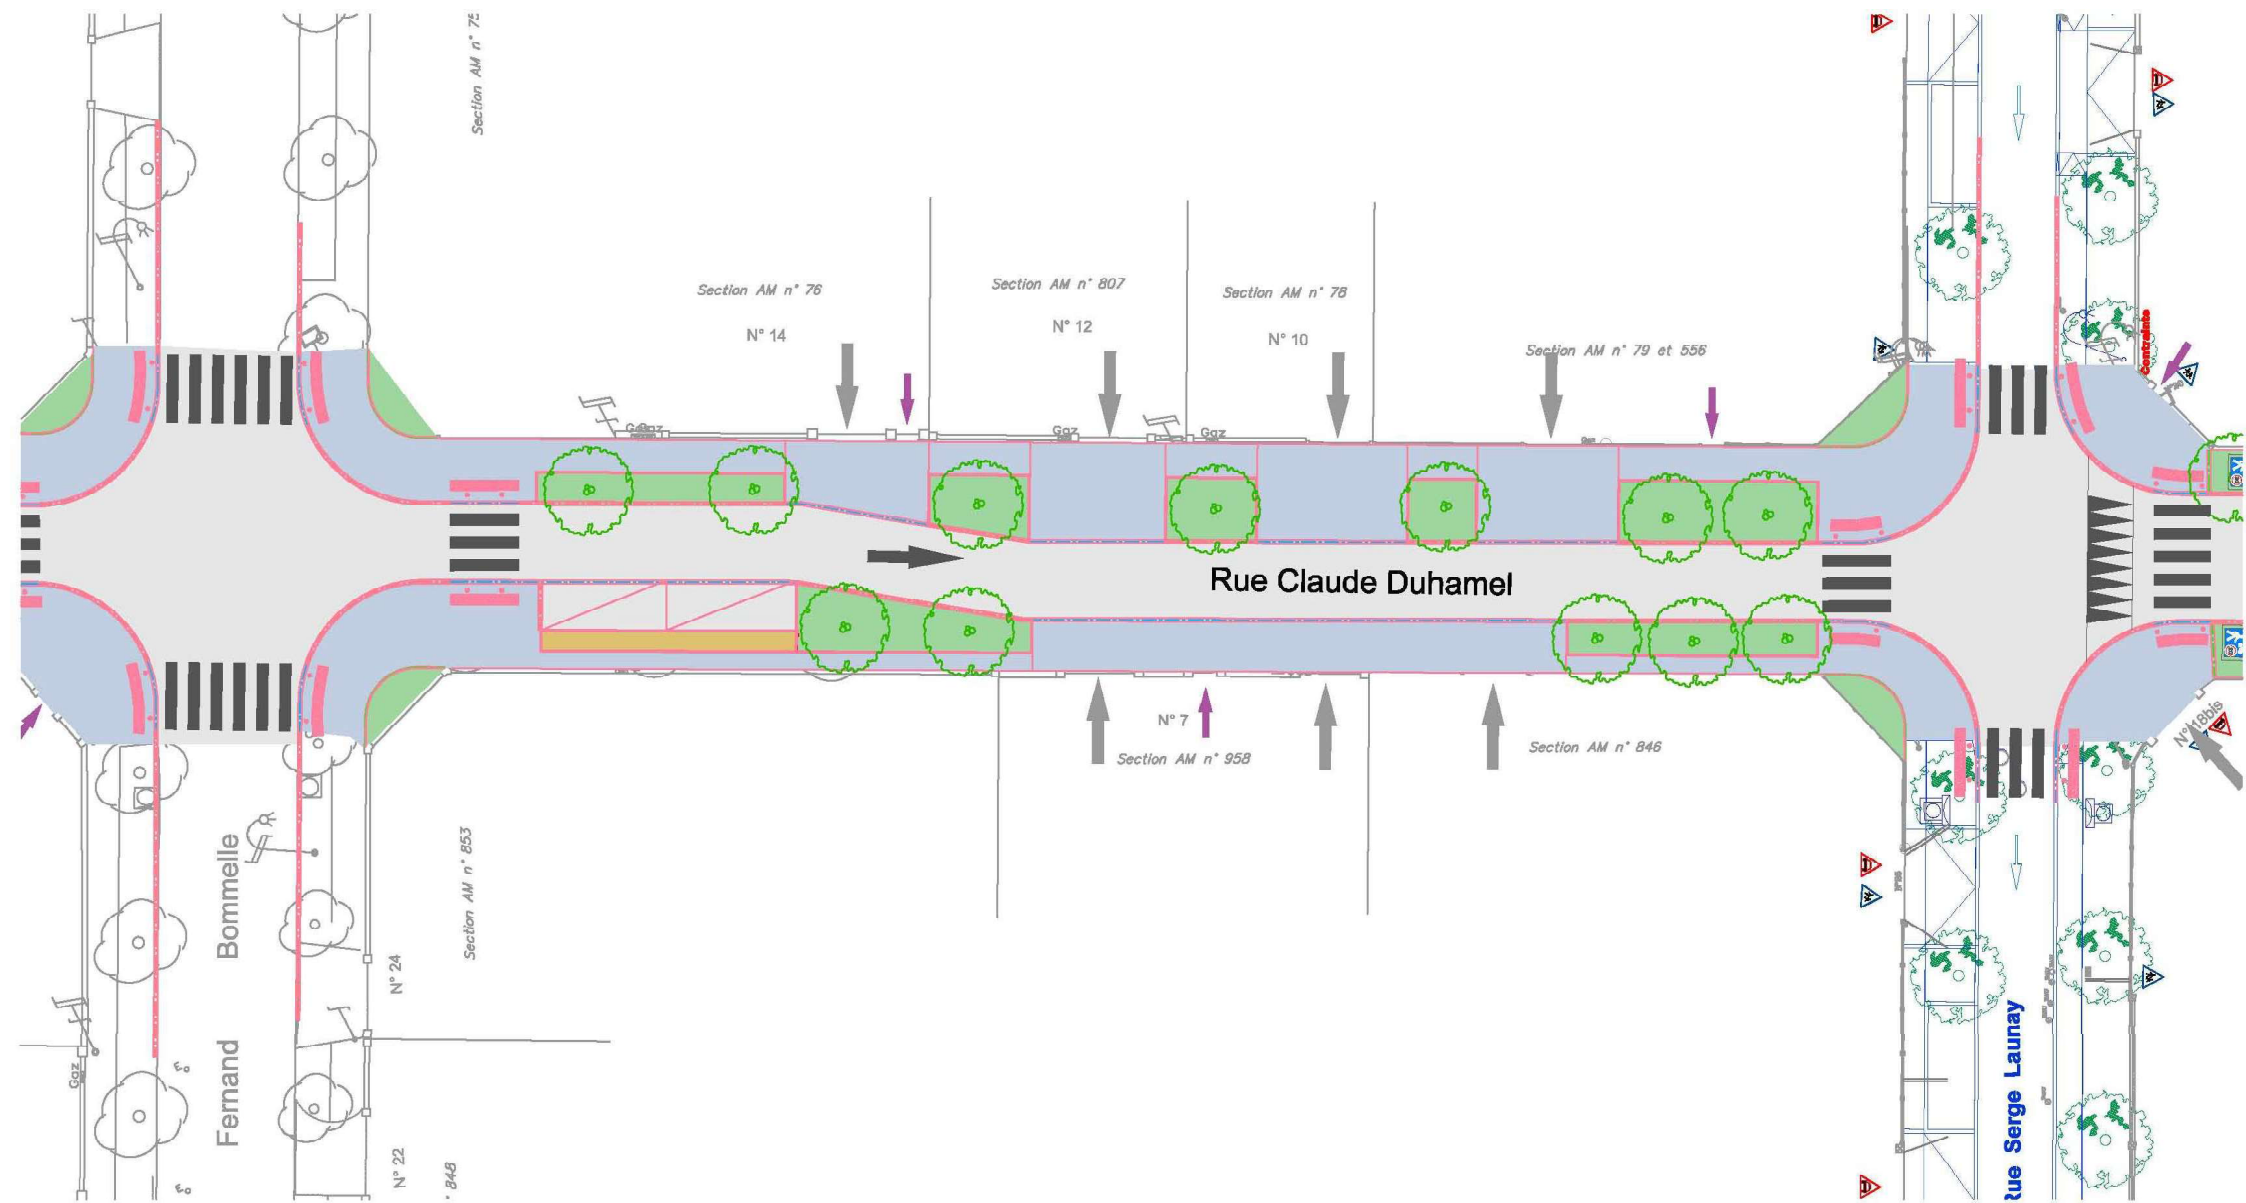 Section AM n° 75
Section AM n° 76
N° 14
Section AM n° 807
N° 12
Section AM n° 78
N° 10
Section AM n° 79 et 556
Contrainte
Gaz
Gaz
Gaz
Rue Claude Duhamel
N° 7
Section AM n° 958
Section AM n° 846
N° 18bis
Section AM n° 853
Fernand Bommelle
N° 24
N° 22
Gaz
n° 848
Rue Serge Launay